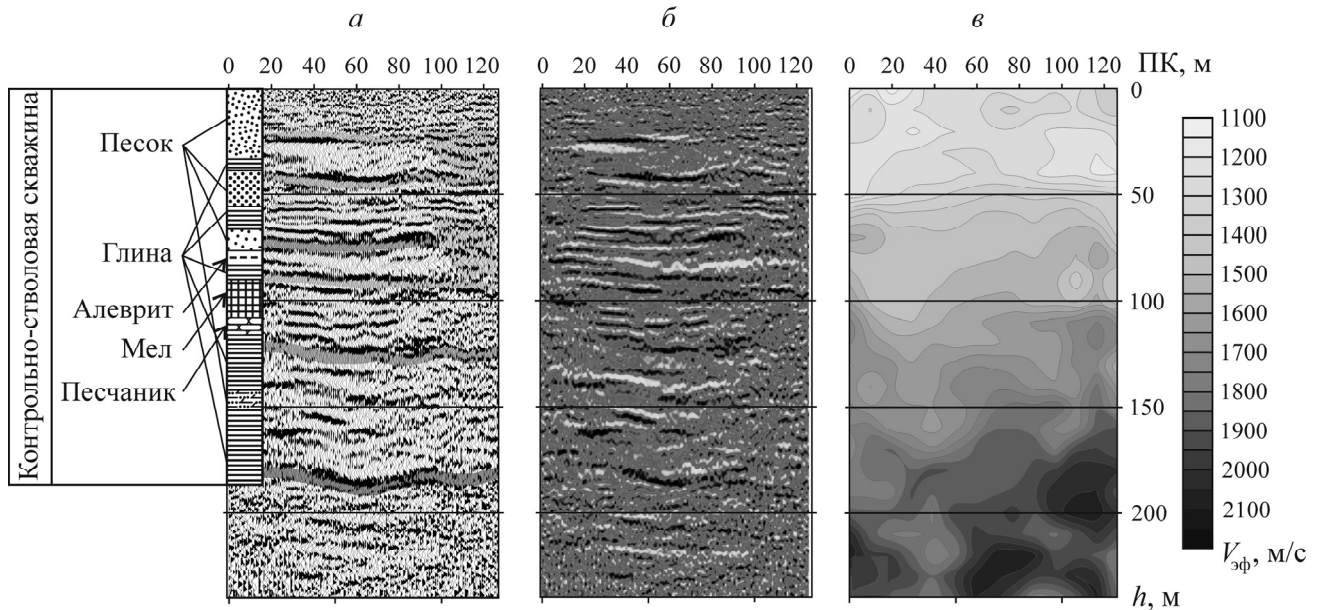 а
б
в
0 20 40 60 80 100 120
0 20 40 60 80 100 120
0 20 40 60 80 100 120
ПК, м
Контрольно-стволовая скважина
Песок
Глина
Алеврит
Мел
Песчаник
0
50
100
150
200
h, м
1100
1200
1300
1400
1500
1600
1700
1800
1900
2000
2100
Vэф, м/с